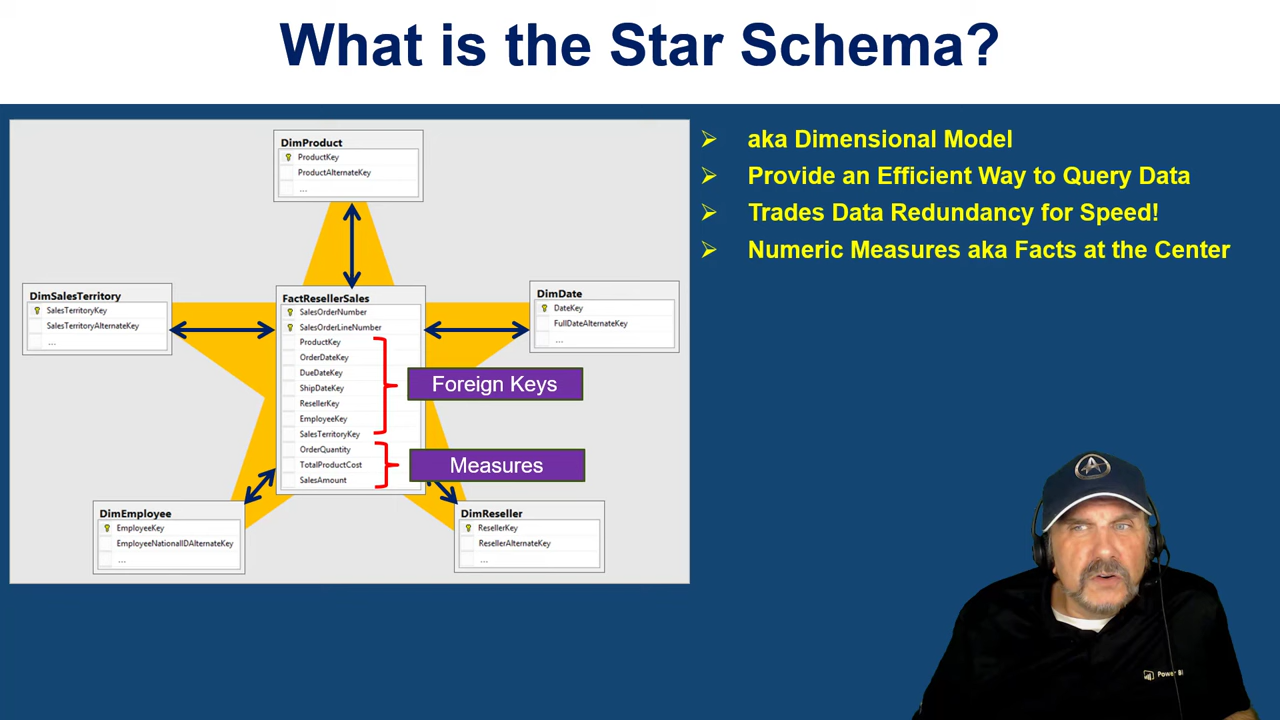 What is the Star Schema?
DimProduct
ProductKey
ProductAlternateKey
...
DimSalesTerritory
SalesTerritoryKey
SalesTerritoryAlternateKey
...
FactResellerSales
SalesOrderNumber
SalesOrderLineNumber
ProductKey
OrderDateKey
DueDateKey
ShipDateKey
ResellerKey
EmployeeKey
SalesTerritoryKey
OrderQuantity
TotalProductCost
SalesAmount
Foreign Keys
Measures
DimDate
DateKey
FullDateAlternateKey
...
DimEmployee
EmployeeKey
EmployeeNationalIDAlternateKey
...
DimReseller
ResellerKey
ResellerAlternateKey
...
aka Dimensional Model
Provide an Efficient Way to Query Data
Trades Data Redundancy for Speed!
Numeric Measures aka Facts at the Center
Power BI